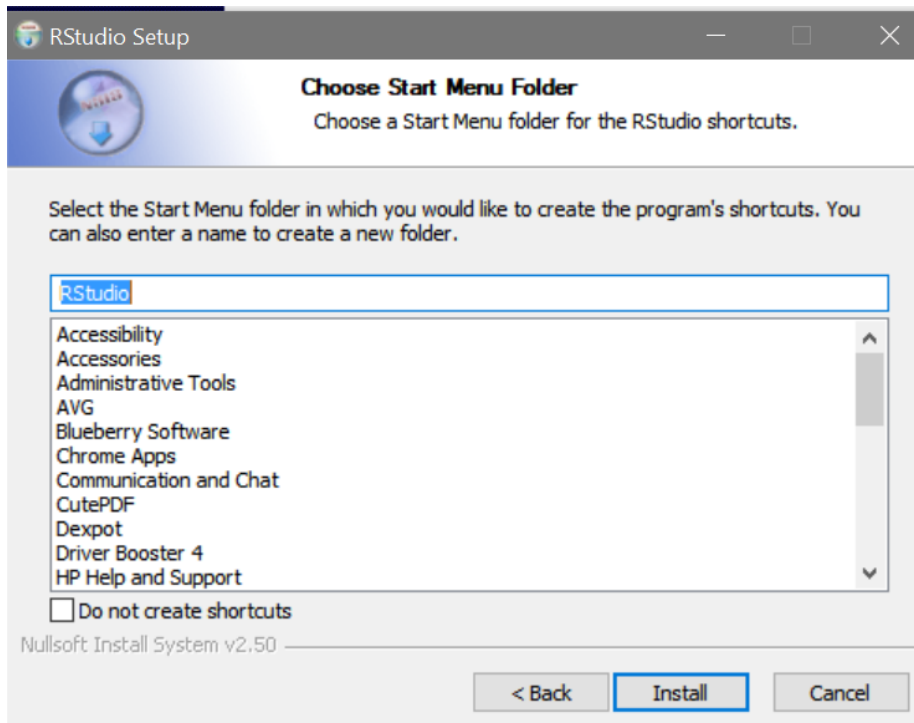 RStudio Setup
Choose Start Menu Folder
Choose a Start Menu folder for the RStudio shortcuts.
Select the Start Menu folder in which you would like to create the program's shortcuts. You
can also enter a name to create a new folder.
RStudio
Accessibility
Accessories
Administrative Tools
AVG
Blueberry Software
Chrome Apps
Communication and Chat
CutePDF
Dexpot
Driver Booster 4
HP Help and Support
Do not create shortcuts
Nullsoft Install System v2.50
< Back Install Cancel